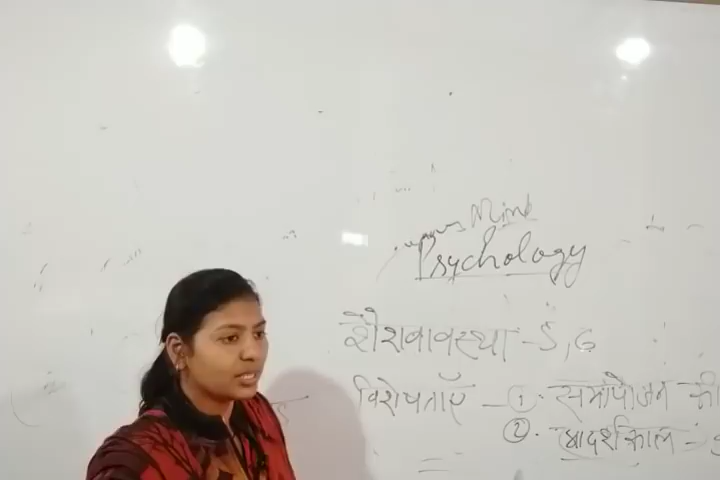 Mind
Psychology
शैशवावस्था - 5, 6
विशेषताएँ - ①. समायोजन की
②. आदर्शकाल -